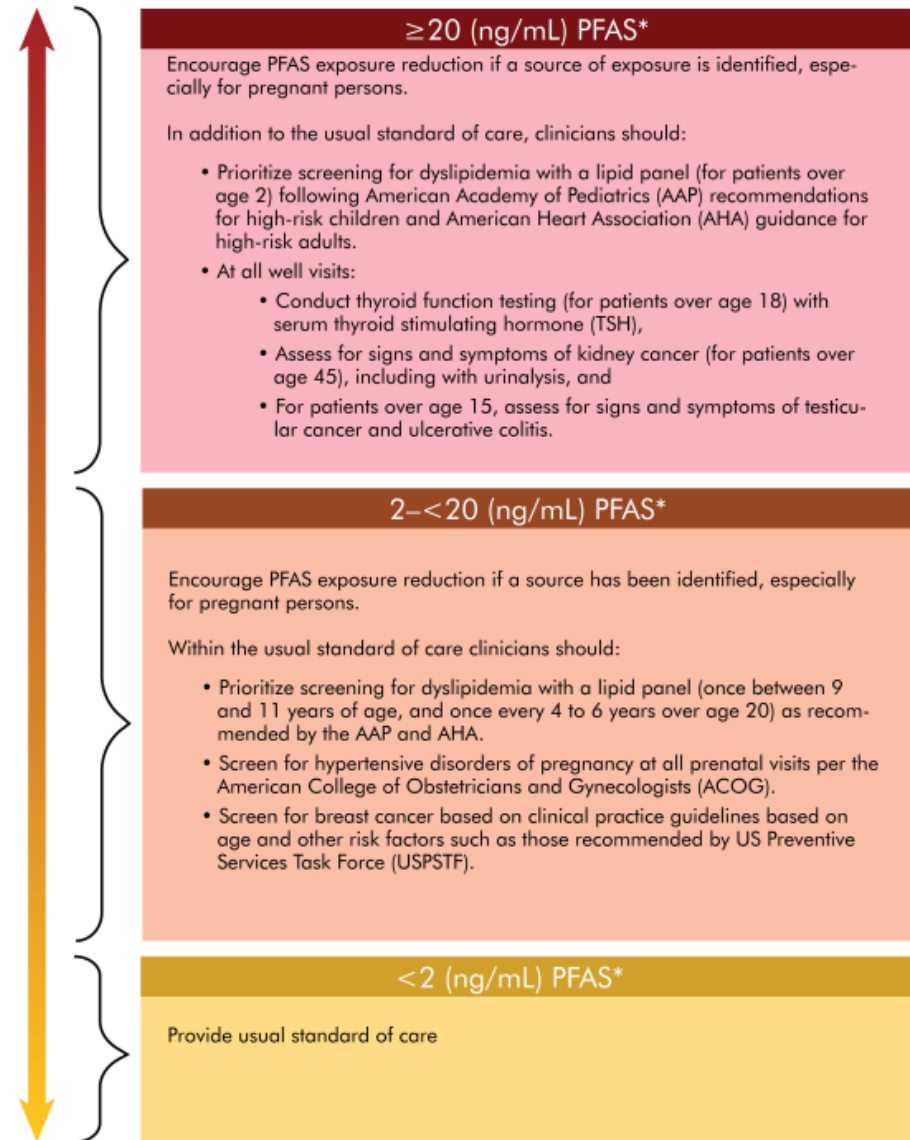 ≥20 (ng/mL) PFAS*
Encourage PFAS exposure reduction if a source of exposure is identified, espe-
cially for pregnant persons.
In addition to the usual standard of care, clinicians should:
• Prioritize screening for dyslipidemia with a lipid panel (for patients over
age 2) following American Academy of Pediatrics (AAP) recommendations
for high-risk children and American Heart Association (AHA) guidance for
high-risk adults.
• At all well visits:
• Conduct thyroid function testing (for patients over age 18) with
serum thyroid stimulating hormone (TSH),
• Assess for signs and symptoms of kidney cancer (for patients over
age 45), including with urinalysis, and
• For patients over age 15, assess for signs and symptoms of testicu-
lar cancer and ulcerative colitis.
2–<20 (ng/mL) PFAS*
Encourage PFAS exposure reduction if a source has been identified, especially
for pregnant persons.
Within the usual standard of care clinicians should:
• Prioritize screening for dyslipidemia with a lipid panel (once between 9
and 11 years of age, and once every 4 to 6 years over age 20) as recom-
mended by the AAP and AHA.
• Screen for hypertensive disorders of pregnancy at all prenatal visits per the
American College of Obstetricians and Gynecologists (ACOG).
• Screen for breast cancer based on clinical practice guidelines based on
age and other risk factors such as those recommended by US Preventive
Services Task Force (USPSTF).
<2 (ng/mL) PFAS*
Provide usual standard of care